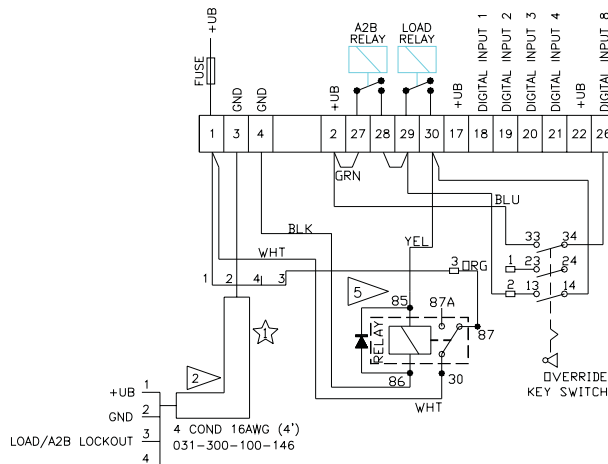 +UB
A2B
RELAY
LOAD
RELAY
FUSE
GND
GND
+UB
+UB
DIGITAL INPUT 1
DIGITAL INPUT 2
DIGITAL INPUT 3
DIGITAL INPUT 4
+UB
DIGITAL INPUT 8
1 3 4 2 27 28 29 30 17 18 19 20 21 22 26
GRN
BLU
BLK
YEL
WHT
33 34
1 23 24
2 13 14
3 ORG
1 2 4 3
5
85 87A
RELAY
87
86 30
WHT
OVERRIDE
KEY SWITCH
1
2
+UB 1
GND 2
LOAD/A2B LOCKOUT 3
4
4 COND 16AWG (4')
031-300-100-146